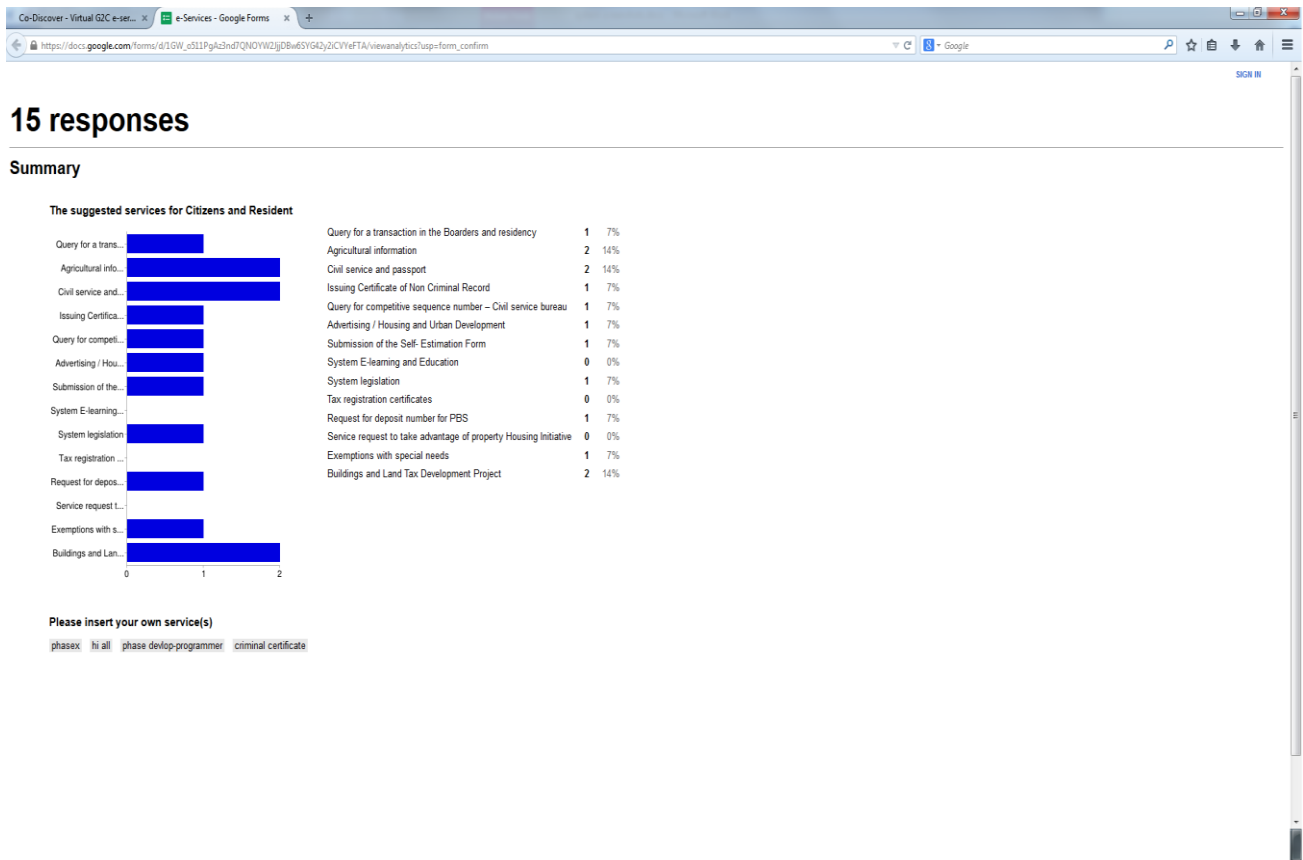 Co-Discover - Virtual G2C e-ser... x
e-Services - Google Forms x +
https://docs.google.com/forms/d/1GW_o511PgAz3nd7QNOYW2JjjDBw6SYG42y2iCVYeFTA/viewanalytics?usp=form_confirm
8 - Google
SIGN IN
15 responses
Summary
The suggested services for Citizens and Resident
Query for a trans...
Agricultural info...
Civil service and...
Issuing Certifica...
Query for competi...
Advertising / Hou...
Submission of the...
System E-learning...
System legislation
Tax registration ...
Request for depos...
Service request t...
Exemptions with s...
Buildings and Lan...
0 1 2
Query for a transaction in the Boarders and residency 1 7%
Agricultural information 2 14%
Civil service and passport 2 14%
Issuing Certificate of Non Criminal Record 1 7%
Query for competitive sequence number – Civil service bureau 1 7%
Advertising / Housing and Urban Development 1 7%
Submission of the Self- Estimation Form 1 7%
System E-learning and Education 0 0%
System legislation 1 7%
Tax registration certificates 0 0%
Request for deposit number for PBS 1 7%
Service request to take advantage of property Housing Initiative 0 0%
Exemptions with special needs 1 7%
Buildings and Land Tax Development Project 2 14%
Please insert your own service(s)
phasex hi all phase devlop-programmer criminal certificate